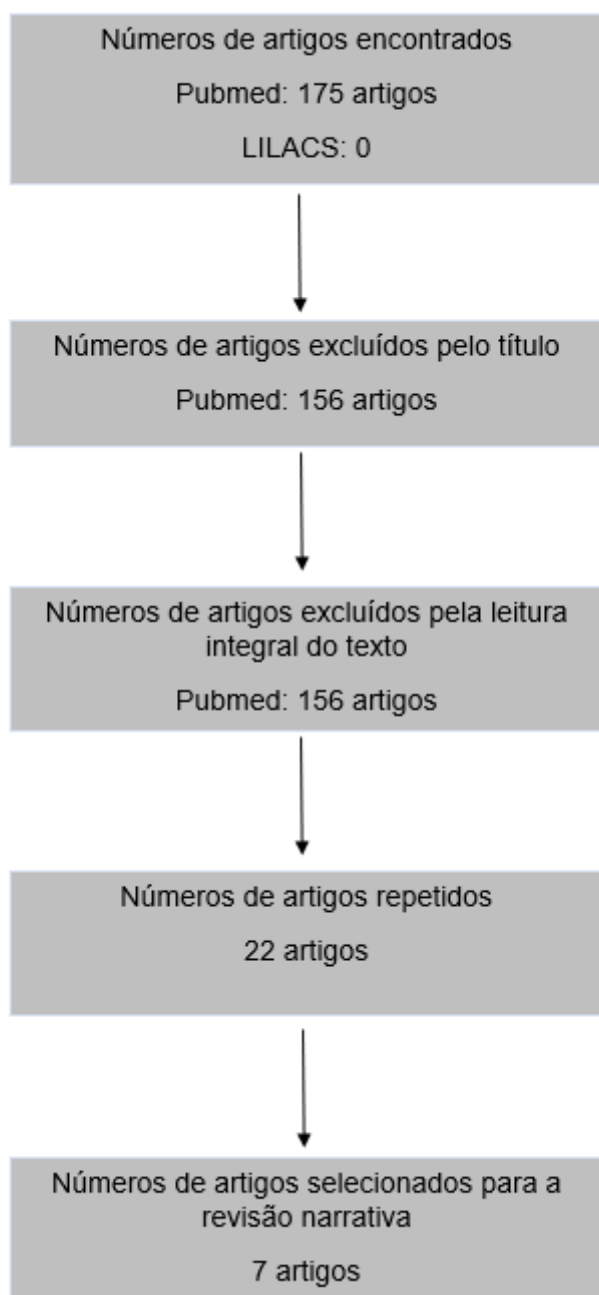 Números de artigos encontrados
Pubmed: 175 artigos
LILACS: 0
Números de artigos excluídos pelo título
Pubmed: 156 artigos
Números de artigos excluídos pela leitura
integral do texto
Pubmed: 156 artigos
Números de artigos repetidos
22 artigos
Números de artigos selecionados para a
revisão narrativa
7 artigos